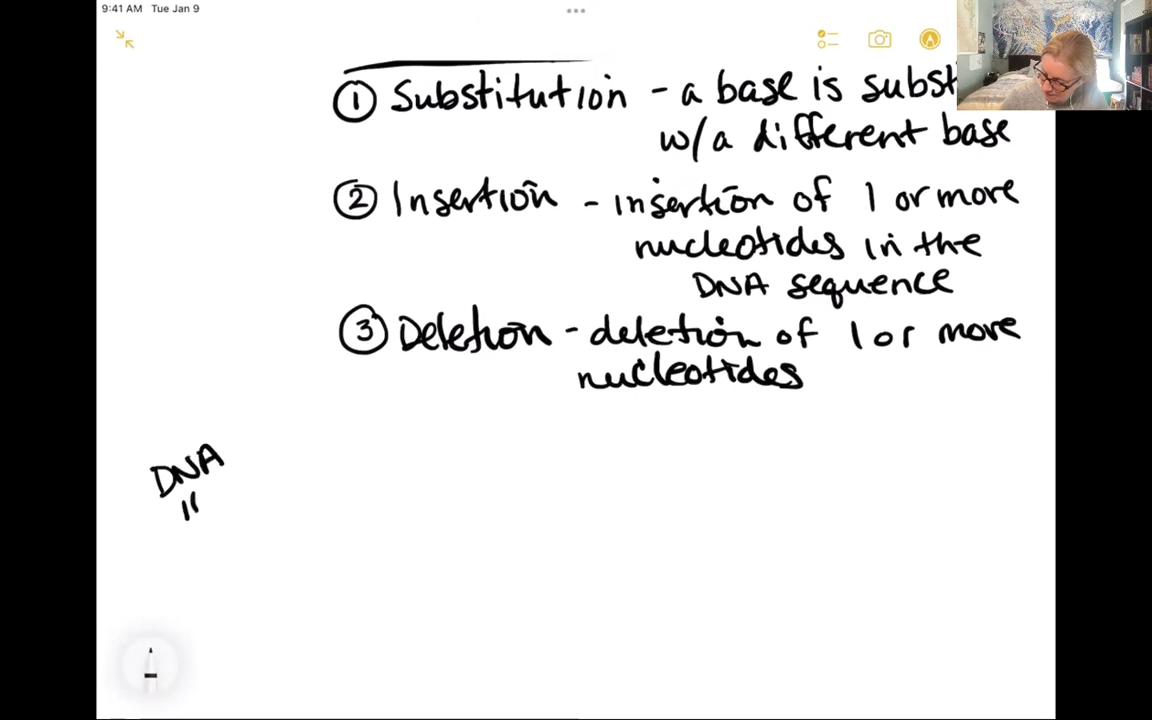 9:41 AM Tue Jan 9
① Substitution - a base is subst
w/ a different base
② Insertion - insertion of 1 or more
nucleotides in the
DNA sequence
③ Deletion - deletion of 1 or more
nucleotides
DNA